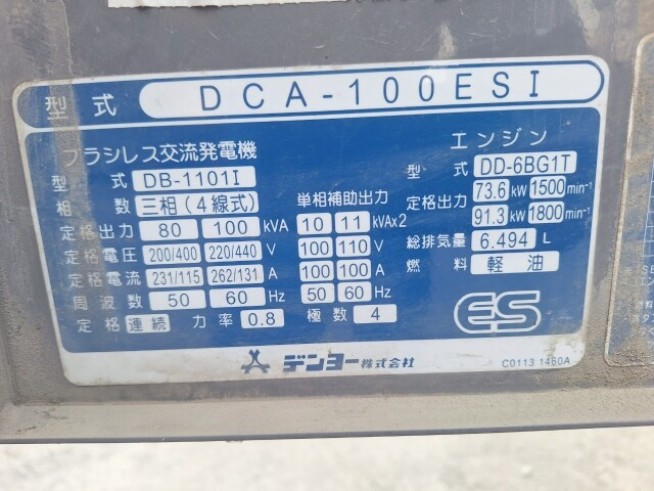 型式 DCA-100ESI
ブラシレス交流発電機
型式 DB-1101I
相数 三相(4線式)
単相補助出力
定格出力 80 100 kVA 10 11 kVA×2
定格電圧 200/400 220/440 V 100 110 V
定格電流 231/115 262/131 A 100 100 A
周波数 50 60 Hz 50 60 Hz
定格 連続 力率 0.8 極数 4
エンジン
型式 DD-6BG1T
定格出力 73.6 kW 1500 min⁻¹
91.3 kW 1800 min⁻¹
総排気量 6.494 L
燃料 軽油
ES
デンヨー株式会社
C0113 1460A